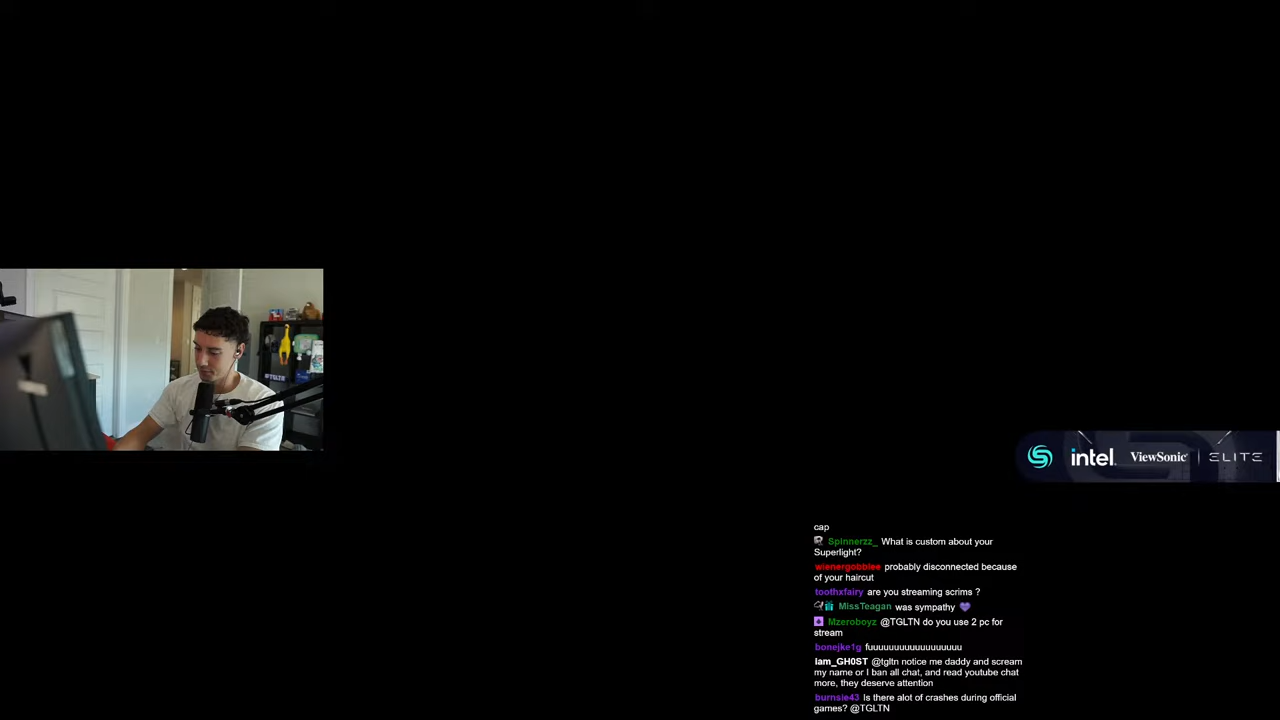 TGLTN
intel.
ViewSonic | ELITE
cap
Spinnerzz_ What is custom about your
Superlight?
wienergobblee probably disconnected because
of your haircut
toothxfairy are you streaming scrims ?
MissTeagan was sympathy 💜
Mzeroboyz @TGLTN do you use 2 pc for
stream
bonejke1g fuuuuuuuuuuuuuuuuuu
iam_GH0ST @tgltn notice me daddy and scream
my name or I ban all chat, and read youtube chat
more, they deserve attention
burnsie43 Is there alot of crashes during official
games? @TGLTN